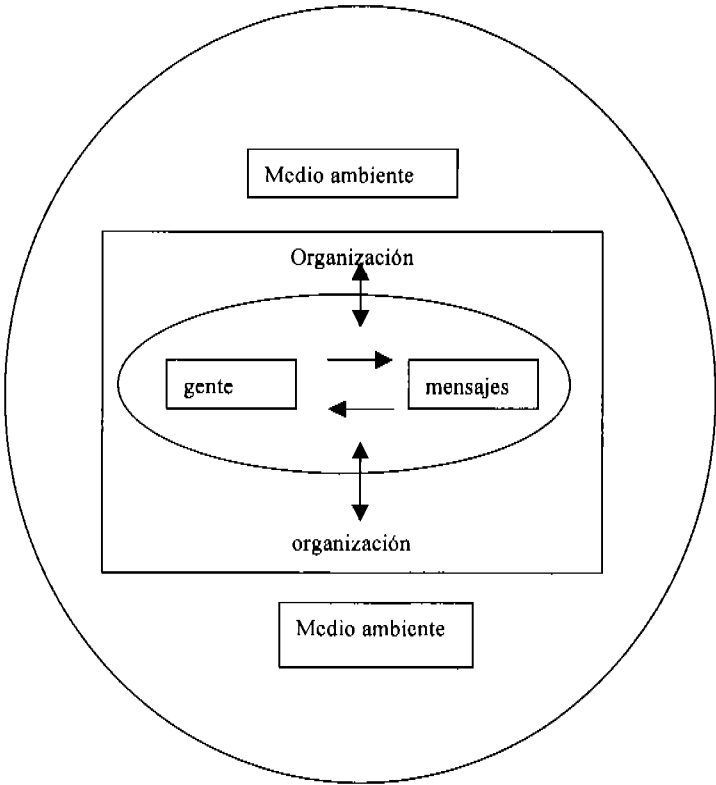 Medio ambiente
Organización
gente
mensajes
organización
Medio ambiente